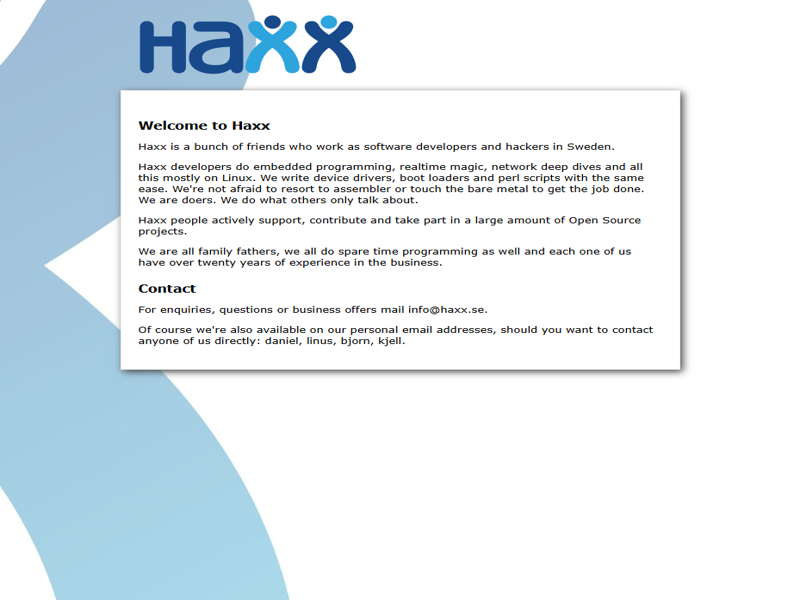 Haxx
Welcome to Haxx
Haxx is a bunch of friends who work as software developers and hackers in Sweden.
Haxx developers do embedded programming, realtime magic, network deep dives and all
this mostly on Linux. We write device drivers, boot loaders and perl scripts with the same
ease. We're not afraid to resort to assembler or touch the bare metal to get the job done.
We are doers. We do what others only talk about.
Haxx people actively support, contribute and take part in a large amount of Open Source
projects.
We are all family fathers, we all do spare time programming as well and each one of us
have over twenty years of experience in the business.
Contact
For enquiries, questions or business offers mail info@haxx.se.
Of course we're also available on our personal email addresses, should you want to contact
anyone of us directly: daniel, linus, bjorn, kjell.